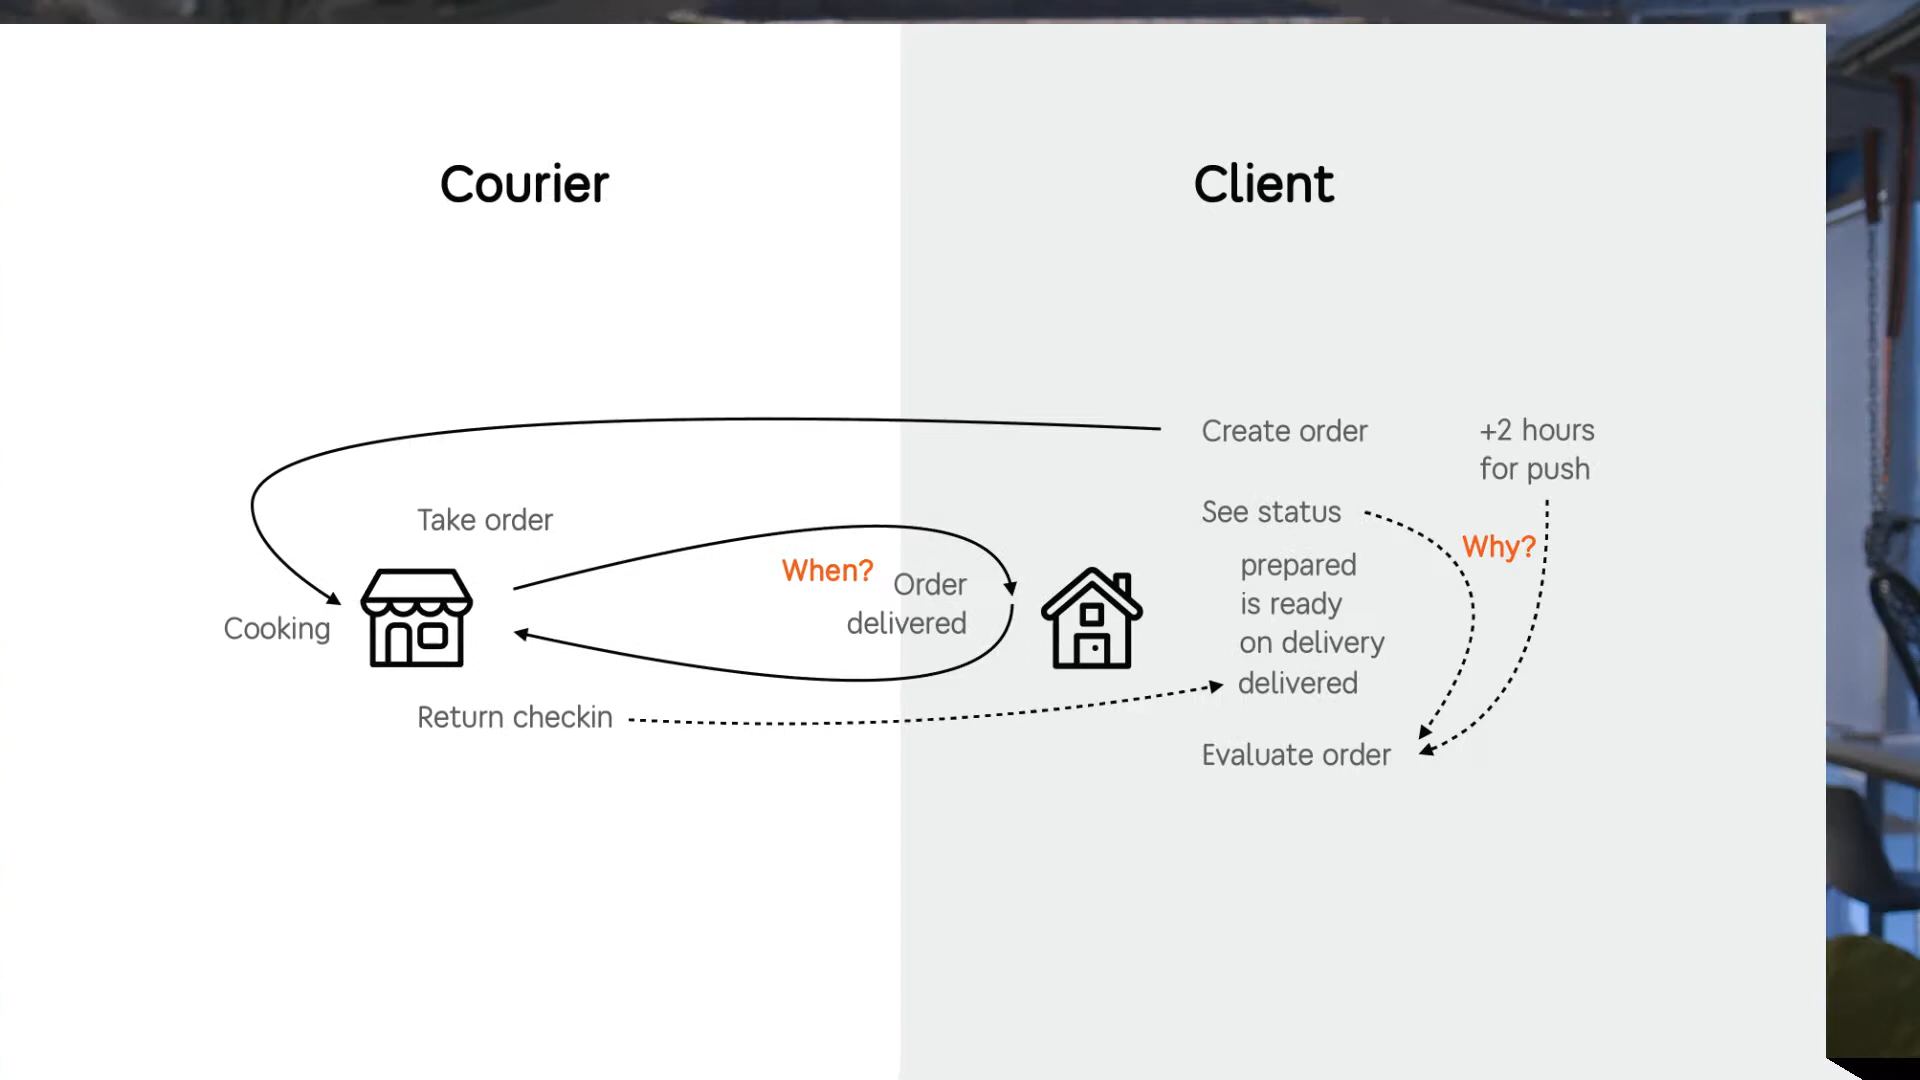 Courier
Client
Create order
+2 hours
for push
Take order
See status
Why?
When?
Order
delivered
prepared
is ready
on delivery
delivered
Cooking
Return checkin
Evaluate order